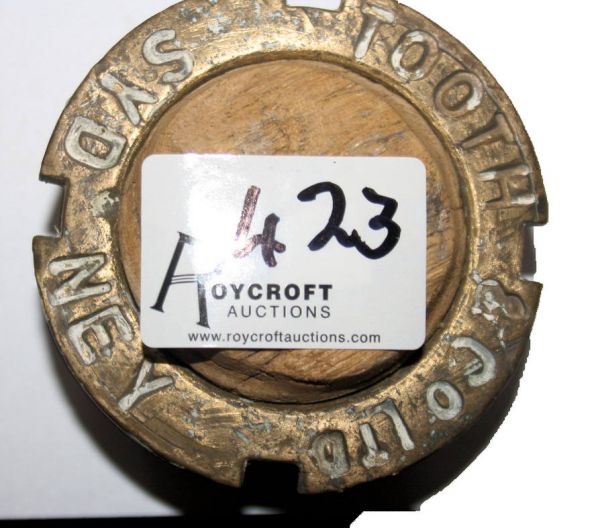 TOOTH & CO LTD
SYDNEY
423
ROYCROFT
AUCTIONS
www.roycroftauctions.com